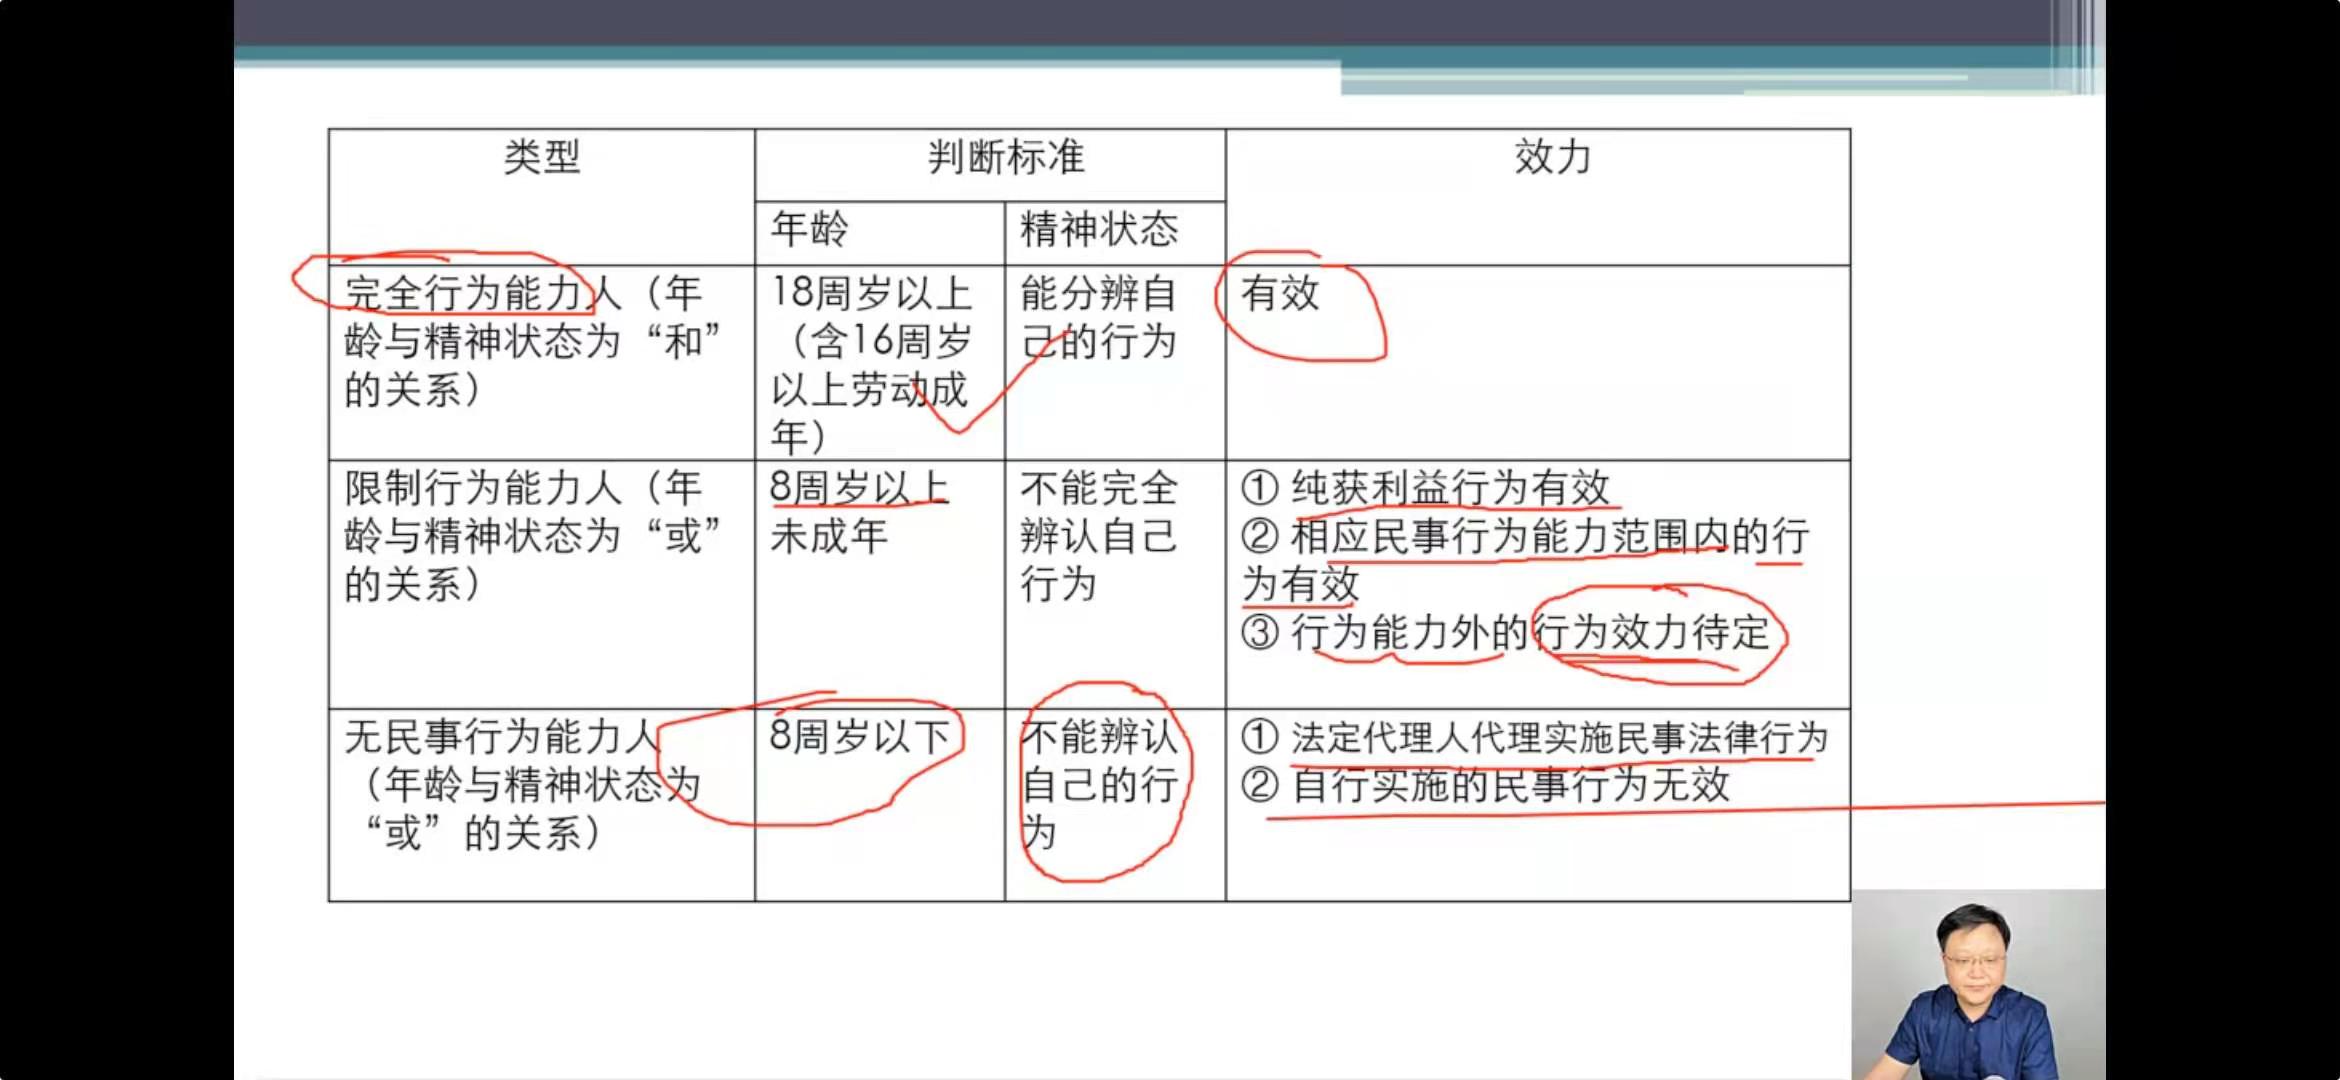 类型
判断标准
效力
年龄
精神状态
完全行为能力人（年
龄与精神状态为“和”
的关系）
18周岁以上
（含16周岁
以上劳动成
年）
能分辨自
己的行为
有效
限制行为能力人（年
龄与精神状态为“或”
的关系）
8周岁以上
未成年
不能完全
辨认自己
行为
① 纯获利益行为有效
② 相应民事行为能力范围内的行
为有效
③ 行为能力外的行为效力待定
无民事行为能力人
（年龄与精神状态为
“或”的关系）
8周岁以下
不能辨认
自己的行
为
① 法定代理人代理实施民事法律行为
② 自行实施的民事行为无效